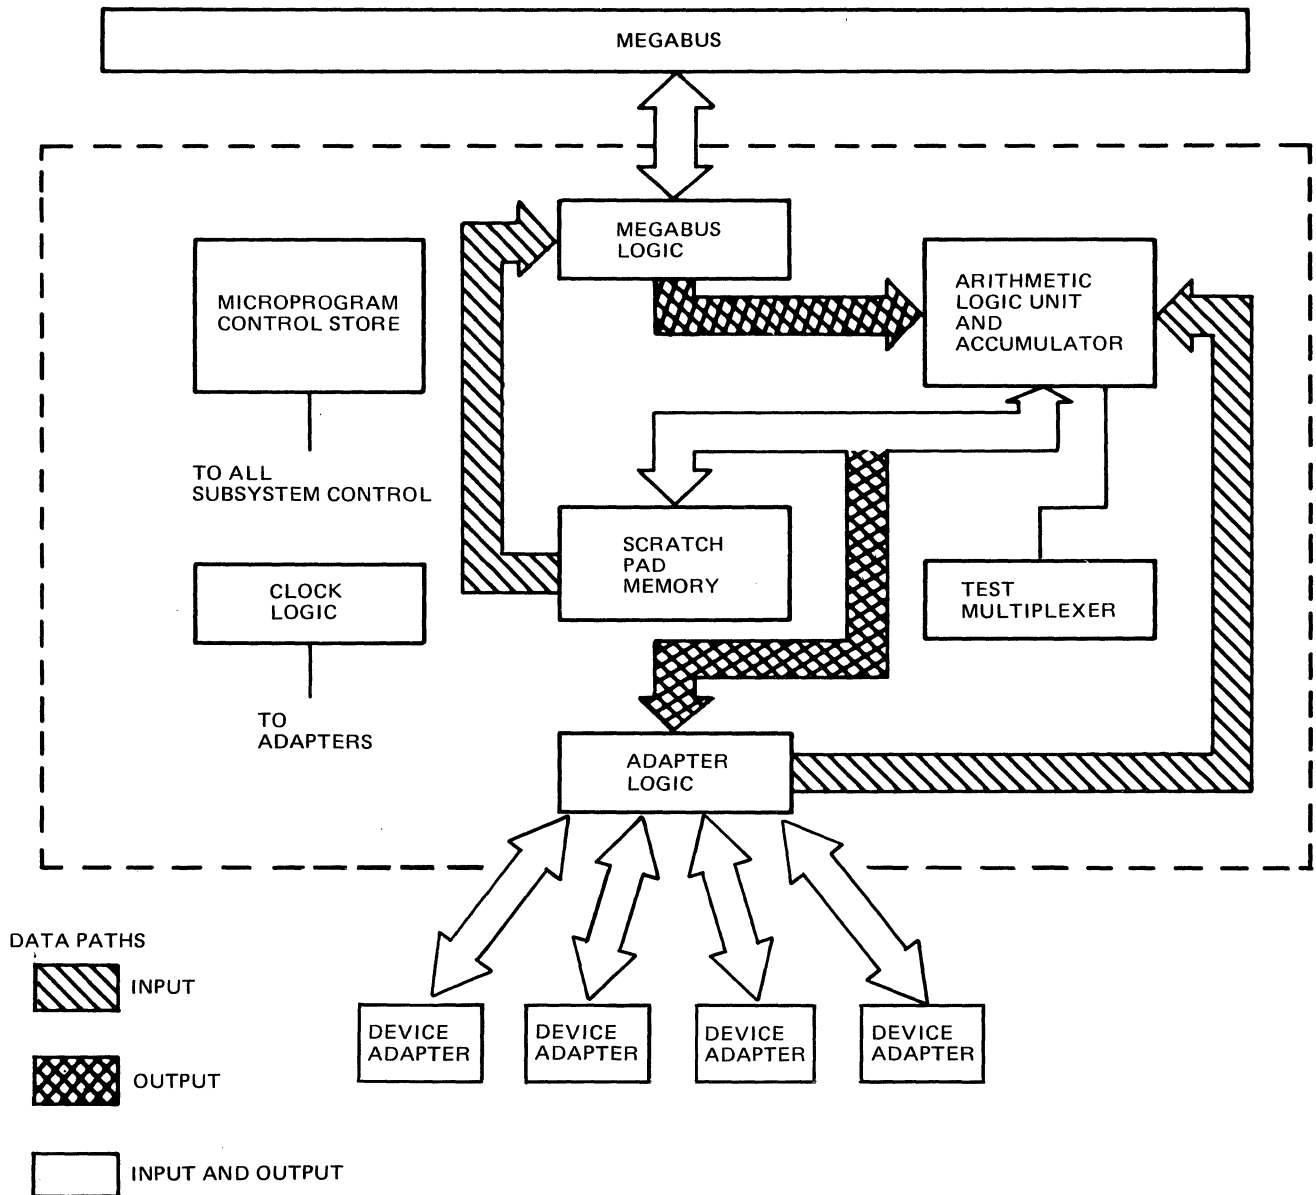 MEGABUS
MEGABUS
LOGIC
MICROPROGRAM
CONTROL STORE
ARITHMETIC
LOGIC UNIT
AND
ACCUMULATOR
TO ALL
SUBSYSTEM CONTROL
SCRATCH
PAD
MEMORY
CLOCK
LOGIC
TEST
MULTIPLEXER
TO
ADAPTERS
ADAPTER
LOGIC
DATA PATHS
INPUT
OUTPUT
INPUT AND OUTPUT
DEVICE
ADAPTER
DEVICE
ADAPTER
DEVICE
ADAPTER
DEVICE
ADAPTER